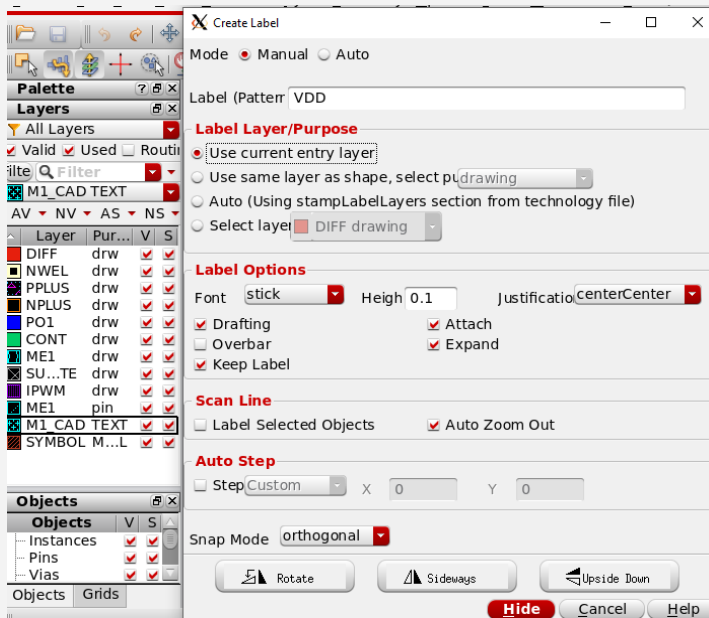 Create Label
Mode Manual Auto
Label (Patterr VDD
Label Layer/Purpose
Use current entry layer
Use same layer as shape, select pu drawing
Auto (Using stampLabelLayers section from technology file)
Select layer DIFF drawing
Label Options
Font stick Heigh 0.1 Justificatio centerCenter
Drafting Attach
Overbar Expand
Keep Label
Scan Line
Label Selected Objects Auto Zoom Out
Auto Step
Step Custom X 0 Y 0
Snap Mode orthogonal
Rotate Sideways Upside Down
Hide Cancel Help
Palette
Layers
All Layers
Valid Used Routin
ilte Filter
M1_CAD TEXT
AV NV AS NS
Layer Pur... V S
DIFF drw
NWEL drw
PPLUS drw
NPLUS drw
PO1 drw
CONT drw
ME1 drw
SU...TE drw
IPWM drw
ME1 pin
M1_CAD TEXT
SYMBOL M...L
Objects
Objects V S
Instances
Pins
Vias
Objects Grids